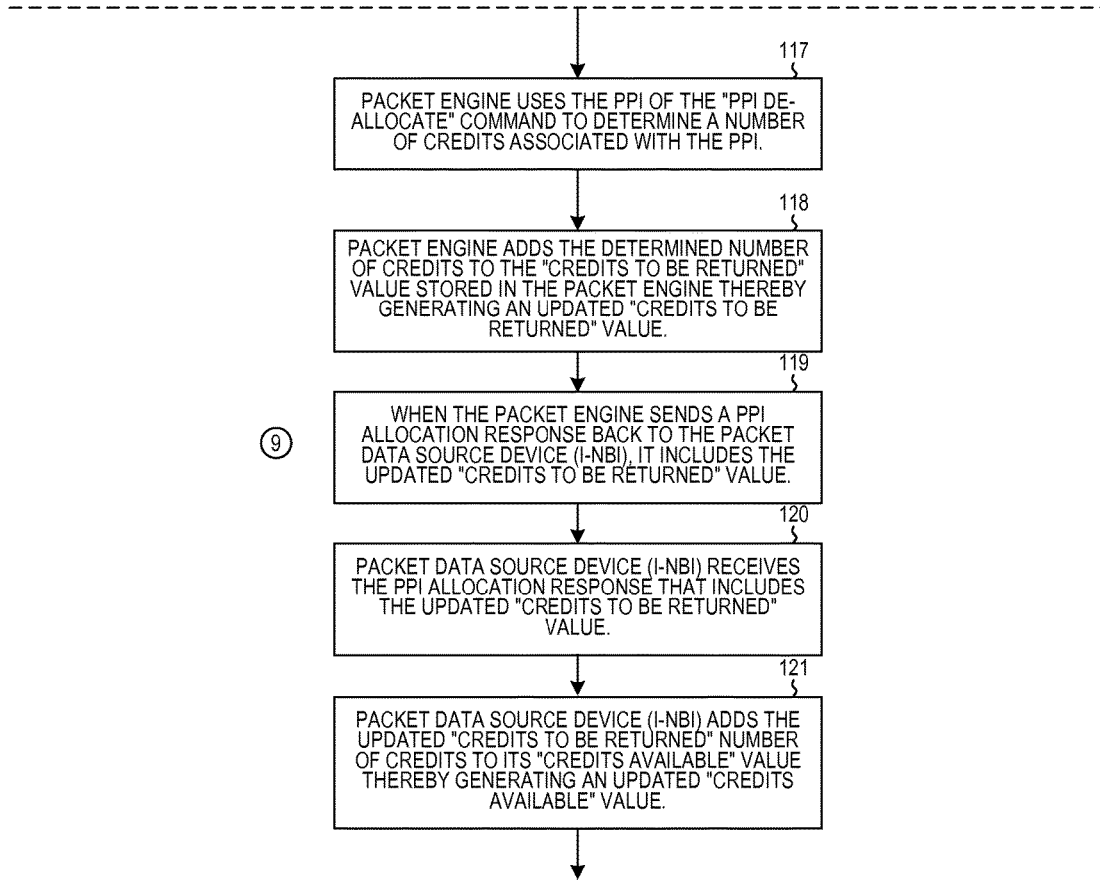 117
PACKET ENGINE USES THE PPI OF THE "PPI DE-
ALLOCATE" COMMAND TO DETERMINE A NUMBER
OF CREDITS ASSOCIATED WITH THE PPI.
118
PACKET ENGINE ADDS THE DETERMINED NUMBER
OF CREDITS TO THE "CREDITS TO BE RETURNED"
VALUE STORED IN THE PACKET ENGINE THEREBY
GENERATING AN UPDATED "CREDITS TO BE
RETURNED" VALUE.
119
9
WHEN THE PACKET ENGINE SENDS A PPI
ALLOCATION RESPONSE BACK TO THE PACKET
DATA SOURCE DEVICE (I-NBI), IT INCLUDES THE
UPDATED "CREDITS TO BE RETURNED" VALUE.
120
PACKET DATA SOURCE DEVICE (I-NBI) RECEIVES
THE PPI ALLOCATION RESPONSE THAT INCLUDES
THE UPDATED "CREDITS TO BE RETURNED"
VALUE.
121
PACKET DATA SOURCE DEVICE (I-NBI) ADDS THE
UPDATED "CREDITS TO BE RETURNED" NUMBER
OF CREDITS TO ITS "CREDITS AVAILABLE" VALUE
THEREBY GENERATING AN UPDATED "CREDITS
AVAILABLE" VALUE.